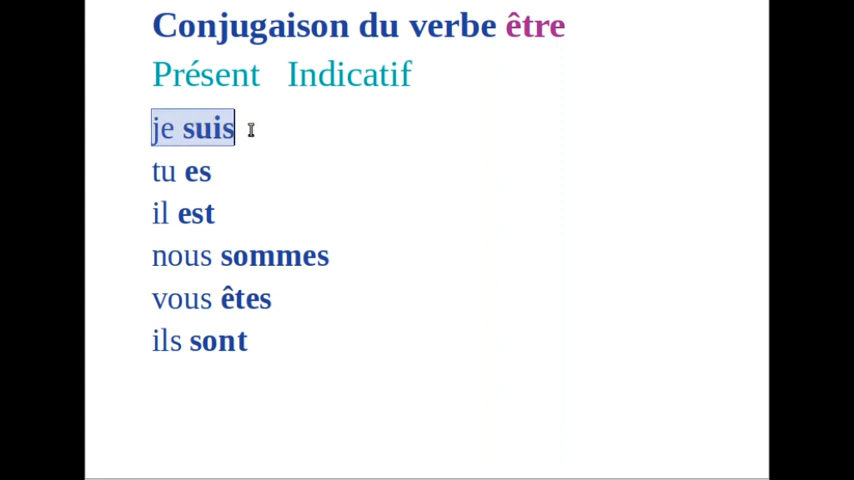 Conjugaison du verbe être
Présent Indicatif
je suis
tu es
il est
nous sommes
vous êtes
ils sont